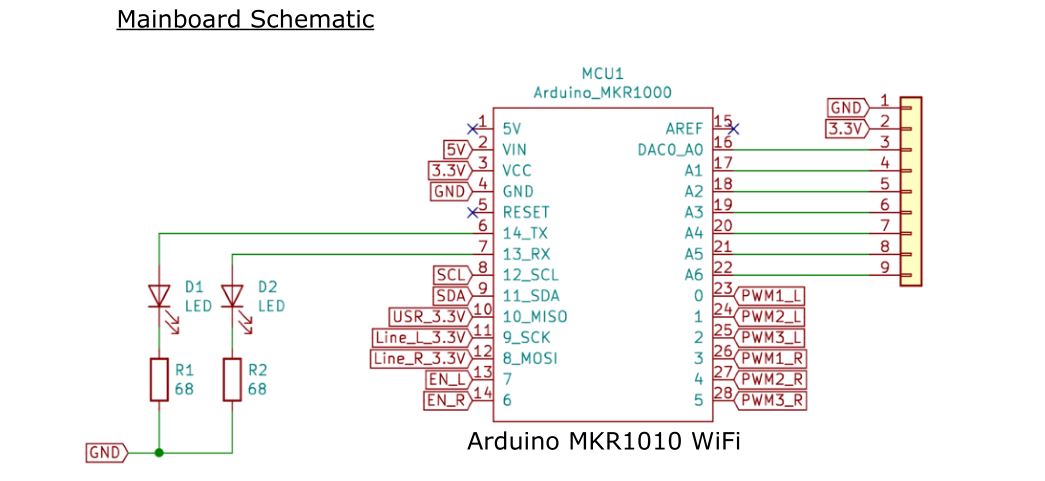 Mainboard Schematic
MCU1
Arduino_MKR1000
1 5V
5V 2 VIN
3.3V 3 VCC
GND 4 GND
5 RESET
6 14_TX
7 13_RX
SCL 8 12_SCL
SDA 9 11_SDA
USR_3.3V 10 10_MISO
Line_L_3.3V 11 9_SCK
Line_R_3.3V 12 8_MOSI
EN_L 13 7
EN_R 14 6
AREF 15
DAC0_A0 16
A1 17
A2 18
A3 19
A4 20
A5 21
A6 22
0 23 PWM1_L
1 24 PWM2_L
2 25 PWM3_L
3 26 PWM1_R
4 27 PWM2_R
5 28 PWM3_R
GND 1
3.3V 2
3
4
5
6
7
8
9
D1
LED
D2
LED
R1
68
R2
68
GND
Arduino MKR1010 WiFi